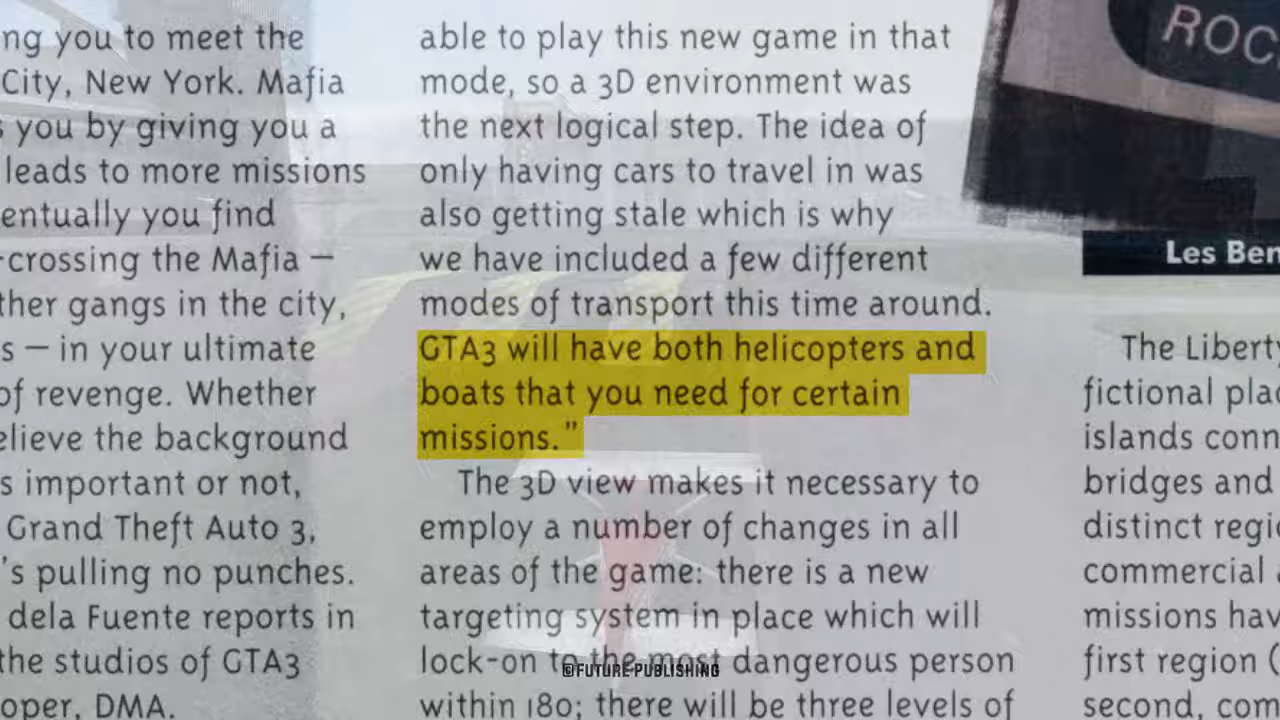 ng you to meet the
City, New York. Mafia
s you by giving you a
leads to more missions
entually you find
-crossing the Mafia —
ther gangs in the city,
s — in your ultimate
of revenge. Whether
elieve the background
s important or not,
Grand Theft Auto 3,
's pulling no punches.
dela Fuente reports in
the studios of GTA3
oper, DMA.
able to play this new game in that
mode, so a 3D environment was
the next logical step. The idea of
only having cars to travel in was
also getting stale which is why
we have included a few different
modes of transport this time around.
GTA3 will have both helicopters and
boats that you need for certain
missions.”
The 3D view makes it necessary to
employ a number of changes in all
areas of the game: there is a new
targeting system in place which will
lock-on to the most dangerous person
within 180; there will be three levels of
©FUTURE PUBLISHING
ROC
Les Ben
The Liberty
fictional plac
islands conn
bridges and
distinct regio
commercial a
missions hav
first region (
second, com